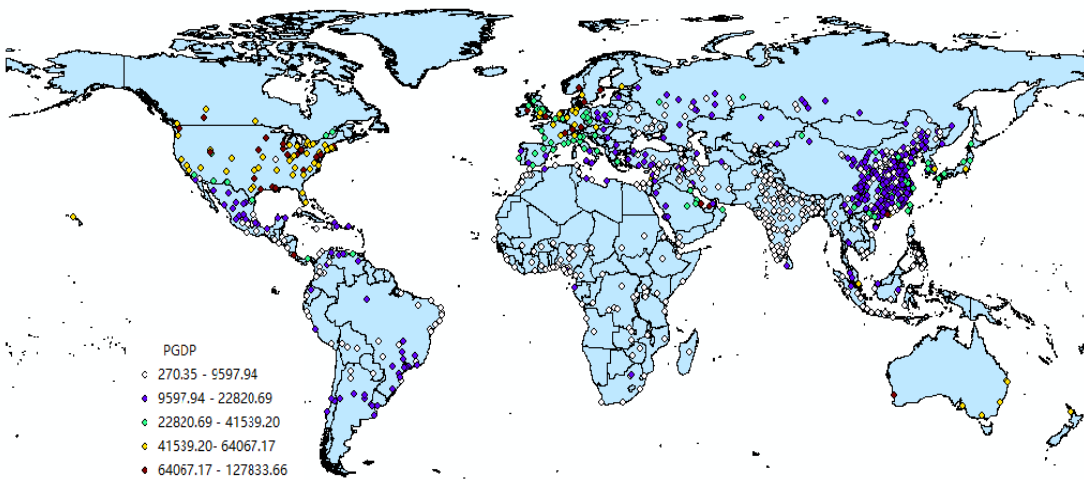 PGDP
270.35 - 9597.94
9597.94 - 22820.69
22820.69 - 41539.20
41539.20- 64067.17
64067.17 - 127833.66